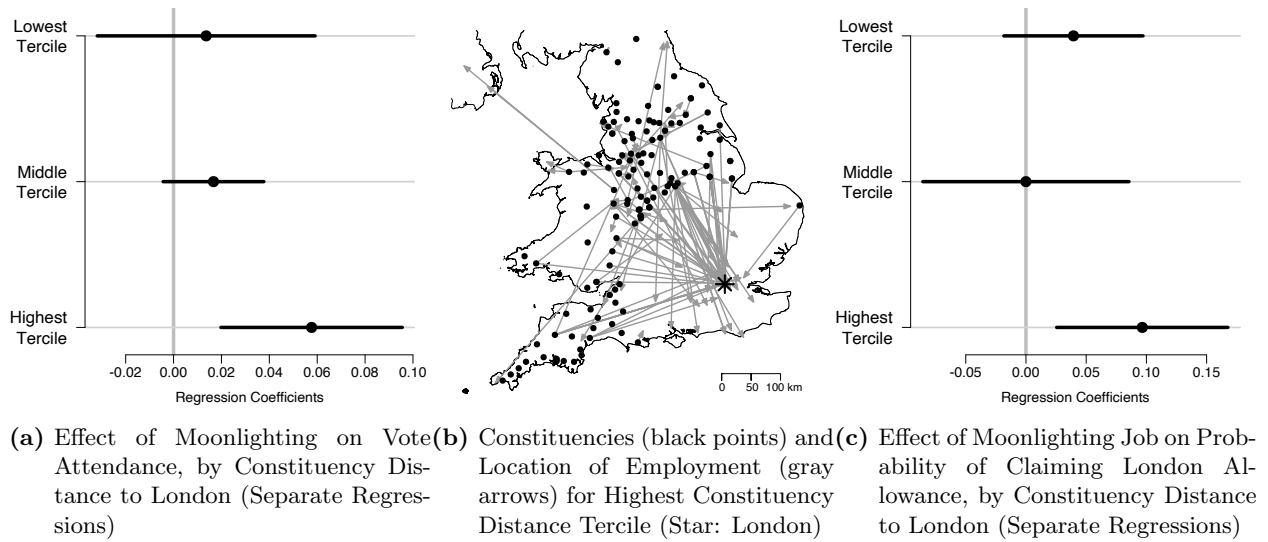 Lowest
Tercile
Middle
Tercile
Highest
Tercile
-0.02 0.00 0.02 0.04 0.06 0.08 0.10
Regression Coefficients
(a) Effect of Moonlighting on Vote
Attendance, by Constituency Dis-
tance to London (Separate Regres-
sions)
0 50 100 km
(b) Constituencies (black points) and
Location of Employment (gray
arrows) for Highest Constituency
Distance Tercile (Star: London)
Lowest
Tercile
Middle
Tercile
Highest
Tercile
-0.05 0.00 0.05 0.10 0.15
Regression Coefficients
(c) Effect of Moonlighting Job on Prob-
ability of Claiming London Al-
lowance, by Constituency Distance
to London (Separate Regressions)